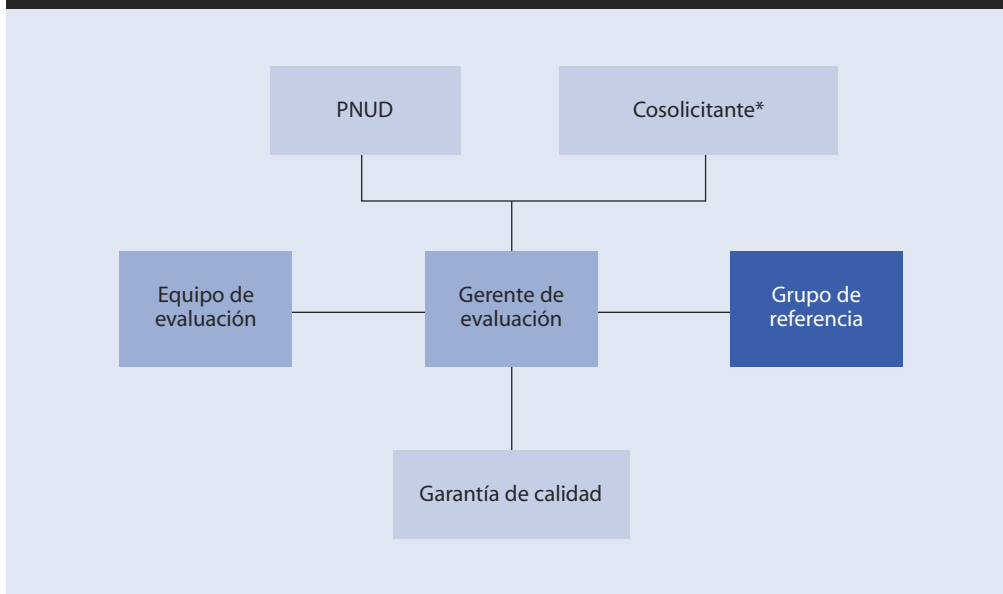 PNUD
Cosolicitante*
Equipo de
evaluación
Gerente de
evaluación
Grupo de
referencia
Garantía de calidad